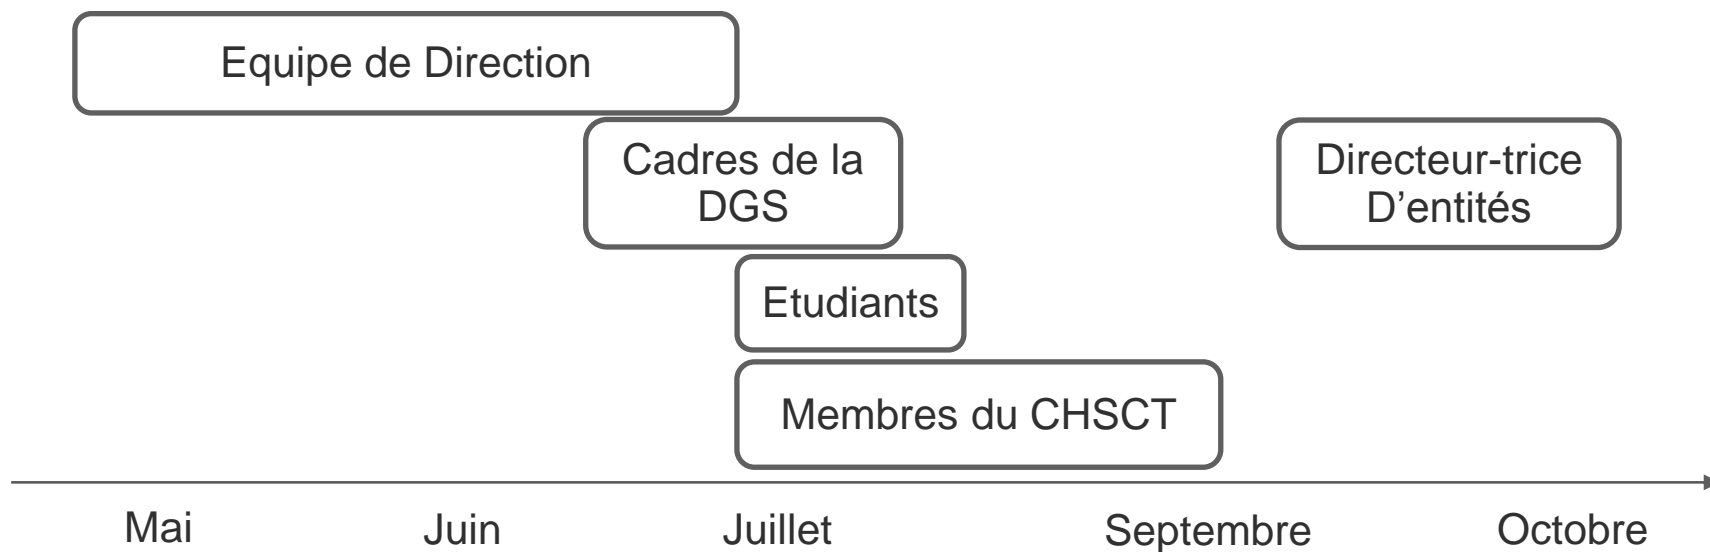 Equipe de Direction
Cadres de la
DGS
Directeur-trice
D'entités
Etudiants
Membres du CHSCT
Mai
Juin
Juillet
Septembre
Octobre